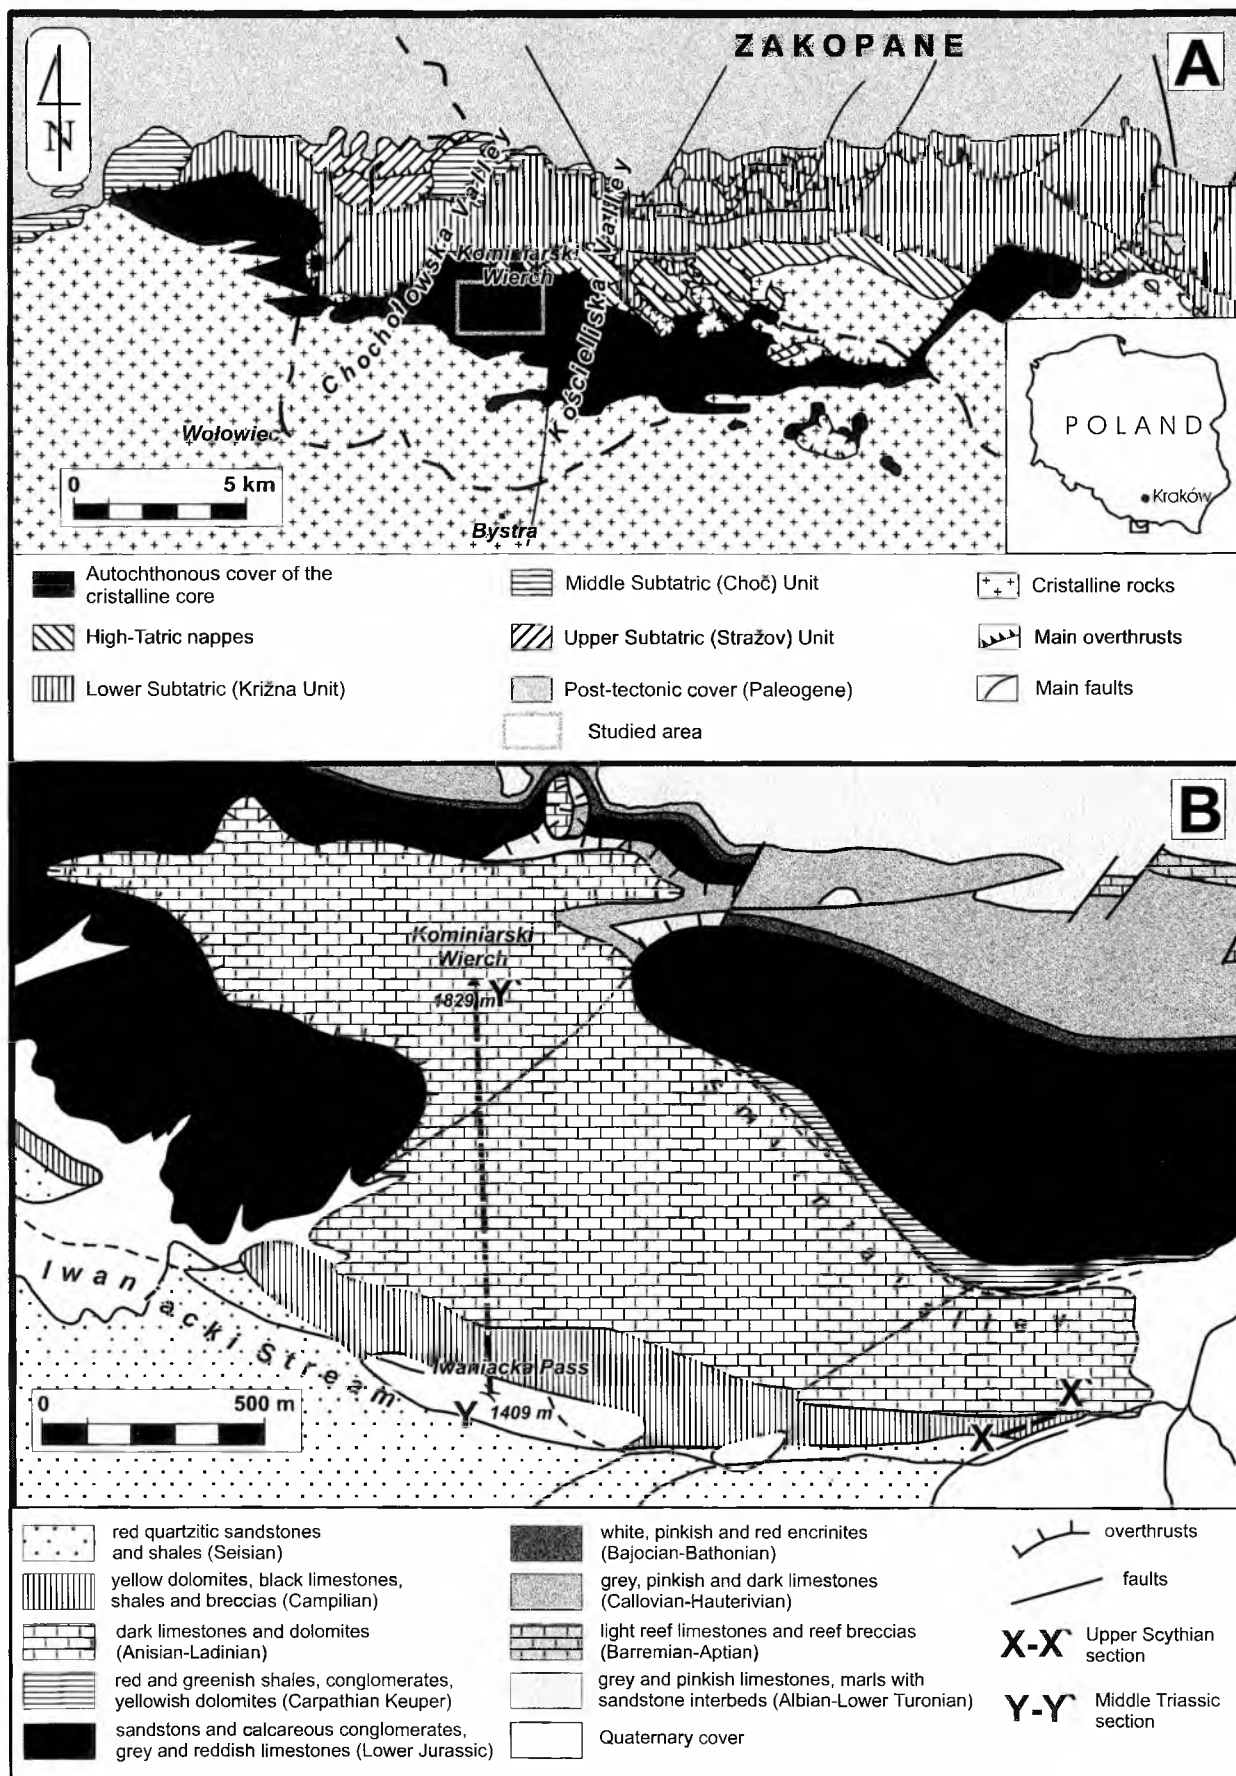 ZAKOPANE
A
N
Chochołowska Valley
Kominiarski
Wierch
Kościeliska Valley
Wołowiec
0 5 km
Bystra
POLAND
Kraków
Autochthonous cover of the
cristalline core
High-Tatric nappes
Lower Subtatric (Križna Unit)
Middle Subtatric (Choč) Unit
Upper Subtatric (Stražov) Unit
Post-tectonic cover (Paleogene)
Studied area
Cristalline rocks
Main overthrusts
Main faults
B
Kominiarski
Wierch
1829 m
Y`
Valley
Iwaniacki Stream
Iwaniacka Pass
1409 m
Y
X`
X
0 500 m
red quartzitic sandstones
and shales (Seisian)
yellow dolomites, black limestones,
shales and breccias (Campilian)
dark limestones and dolomites
(Anisian-Ladinian)
red and greenish shales, conglomerates,
yellowish dolomites (Carpathian Keuper)
sandstons and calcareous conglomerates,
grey and reddish limestones (Lower Jurassic)
white, pinkish and red encrinites
(Bajocian-Bathonian)
grey, pinkish and dark limestones
(Callovian-Hauterivian)
light reef limestones and reef breccias
(Barremian-Aptian)
grey and pinkish limestones, marls with
sandstone interbeds (Albian-Lower Turonian)
Quaternary cover
overthrusts
faults
X-X` Upper Scythian
section
Y-Y` Middle Triassic
section